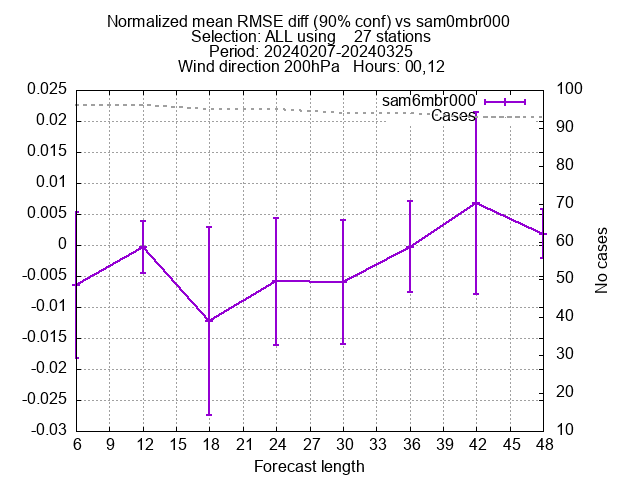 Normalized mean RMSE diff (90% conf) vs sam0mbr000
Selection: ALL using    27 stations
Period: 20240207-20240325
Wind direction 200hPa   Hours: 00,12
sam6mbr000
Cases
0.025
0.02
0.015
0.01
0.005
0
-0.005
-0.01
-0.015
-0.02
-0.025
-0.03
100
90
80
70
60
50
40
30
20
10
No cases
6 9 12 15 18 21 24 27 30 33 36 39 42 45 48
Forecast length